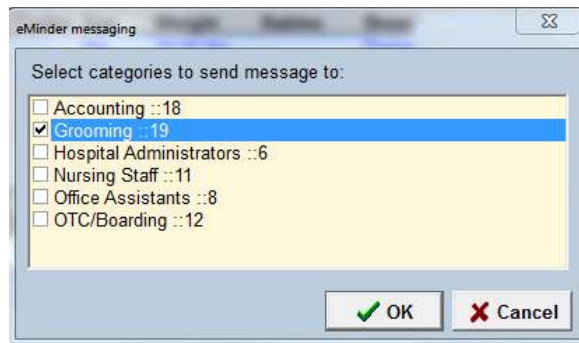 eMinder messaging
Select categories to send message to:
Accounting ::18
Grooming ::19
Hospital Administrators ::6
Nursing Staff ::11
Office Assistants ::8
OTC/Boarding ::12
OK Cancel